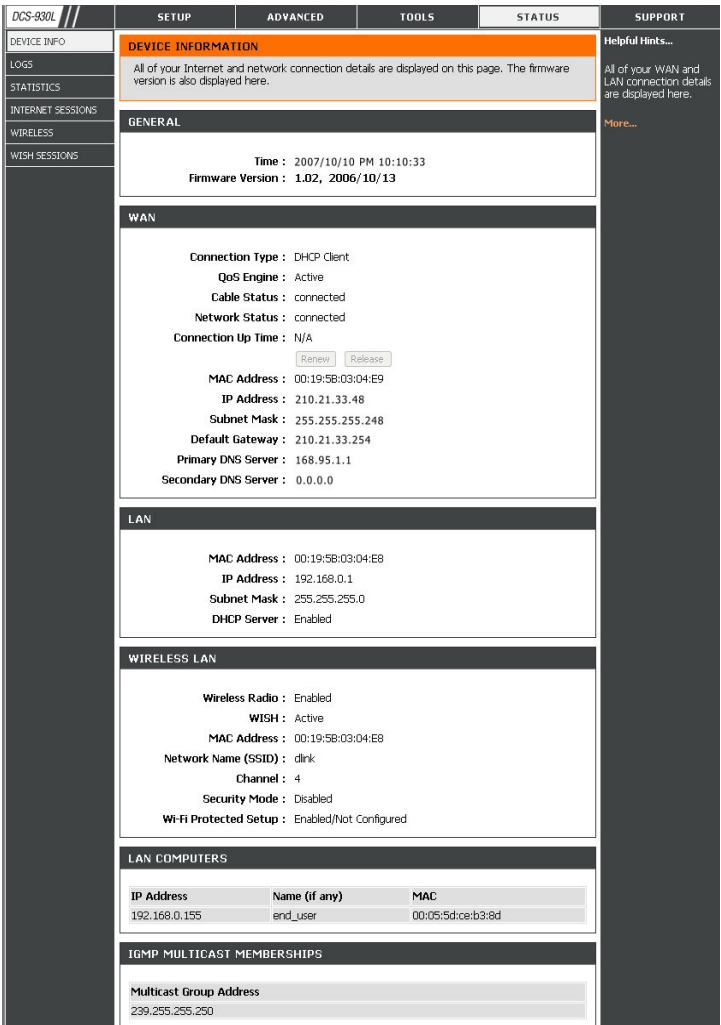 DCS-930L
SETUP
ADVANCED
TOOLS
STATUS
SUPPORT
DEVICE INFO
LOGS
STATISTICS
INTERNET SESSIONS
WIRELESS
WISH SESSIONS
DEVICE INFORMATION
All of your Internet and network connection details are displayed on this page. The firmware
version is also displayed here.
GENERAL
Time : 2007/10/10 PM 10:10:33
Firmware Version : 1.02, 2006/10/13
WAN
Connection Type : DHCP Client
QoS Engine : Active
Cable Status : connected
Network Status : connected
Connection Up Time : N/A
Renew Release
MAC Address : 00:19:5B:03:04:E9
IP Address : 210.21.33.48
Subnet Mask : 255.255.255.248
Default Gateway : 210.21.33.254
Primary DNS Server : 168.95.1.1
Secondary DNS Server : 0.0.0.0
LAN
MAC Address : 00:19:5B:03:04:E8
IP Address : 192.168.0.1
Subnet Mask : 255.255.255.0
DHCP Server : Enabled
WIRELESS LAN
Wireless Radio : Enabled
WISH : Active
MAC Address : 00:19:5B:03:04:E8
Network Name (SSID) : dlink
Channel : 4
Security Mode : Disabled
Wi-Fi Protected Setup : Enabled/Not Configured
LAN COMPUTERS
IP Address Name (if any) MAC
192.168.0.155 end_user 00:05:5d:ce:b3:8d
IGMP MULTICAST MEMBERSHIPS
Multicast Group Address
239.255.255.250
Helpful Hints...
All of your WAN and
LAN connection details
are displayed here.
More...